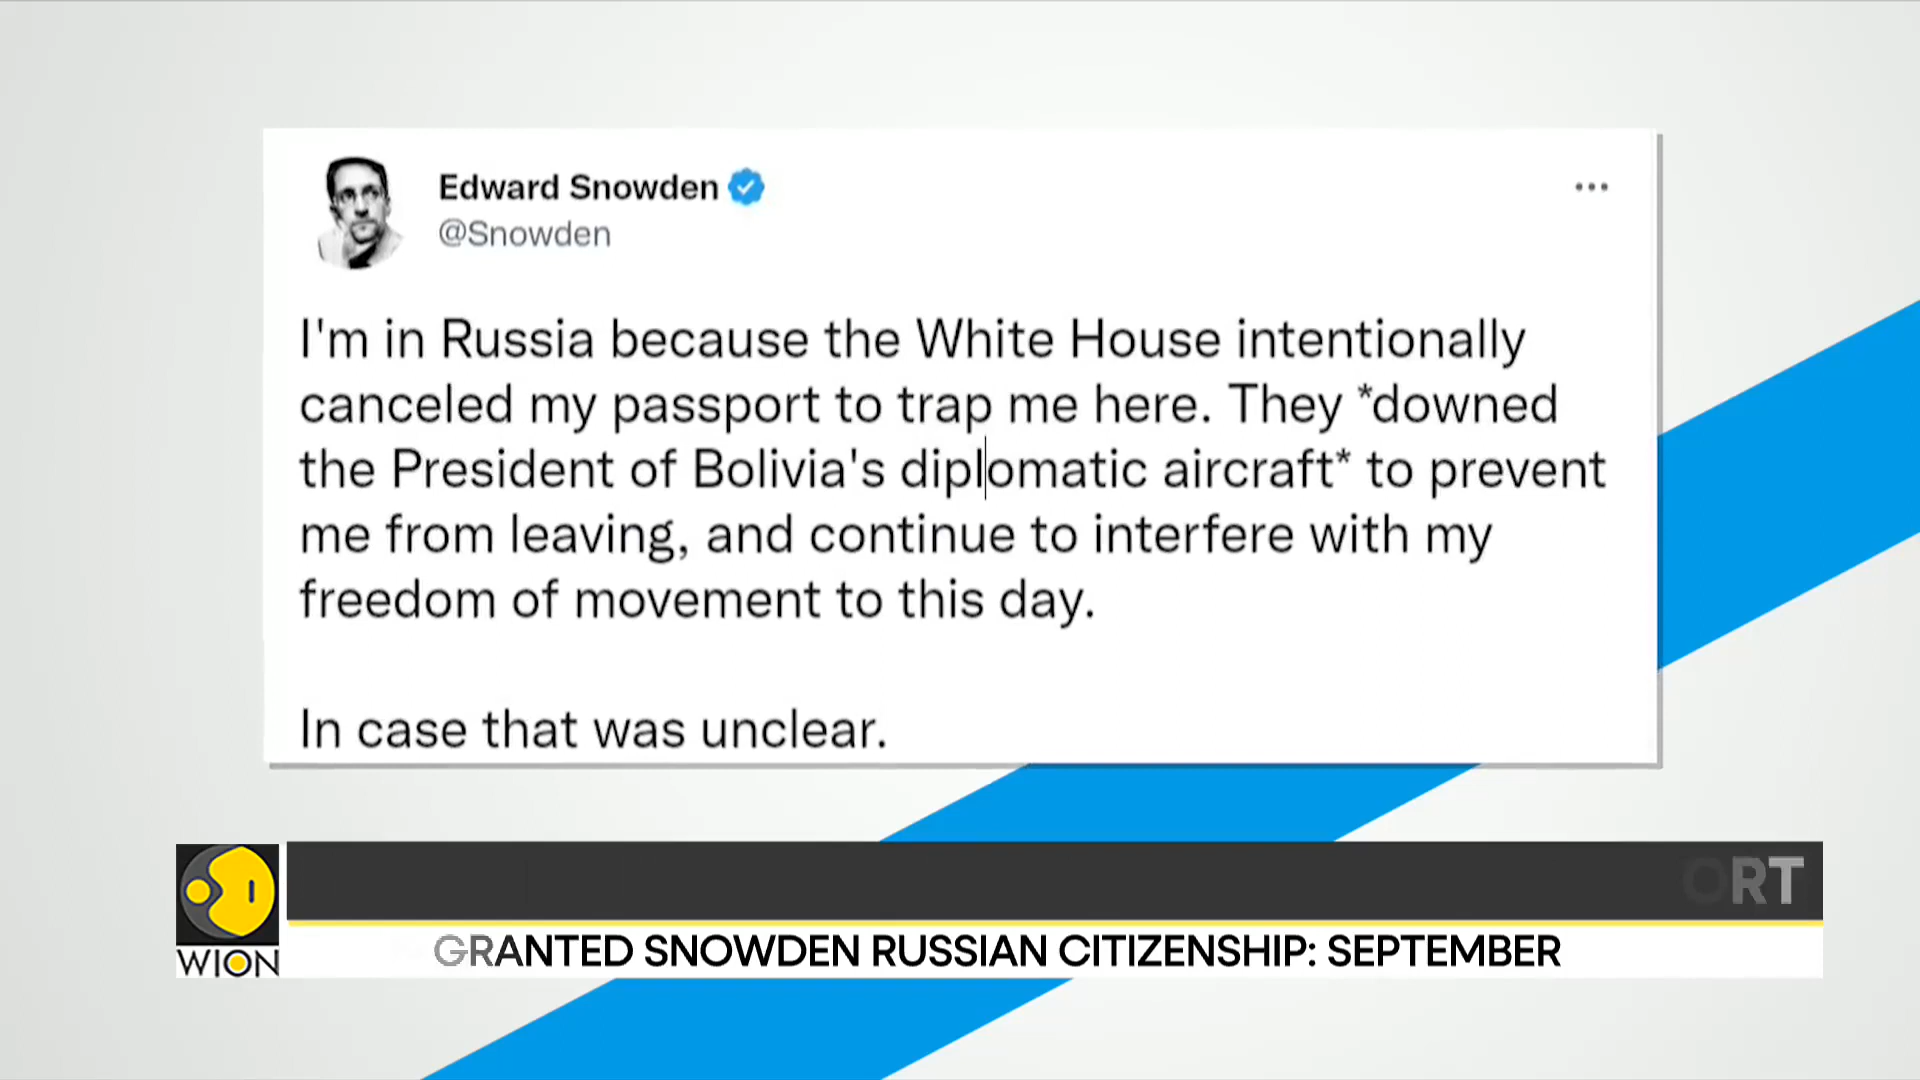 Edward Snowden
@Snowden
I'm in Russia because the White House intentionally
canceled my passport to trap me here. They *downed
the President of Bolivia's diplomatic aircraft* to prevent
me from leaving, and continue to interfere with my
freedom of movement to this day.
In case that was unclear.
ORT
GRANTED SNOWDEN RUSSIAN CITIZENSHIP: SEPTEMBER
WION